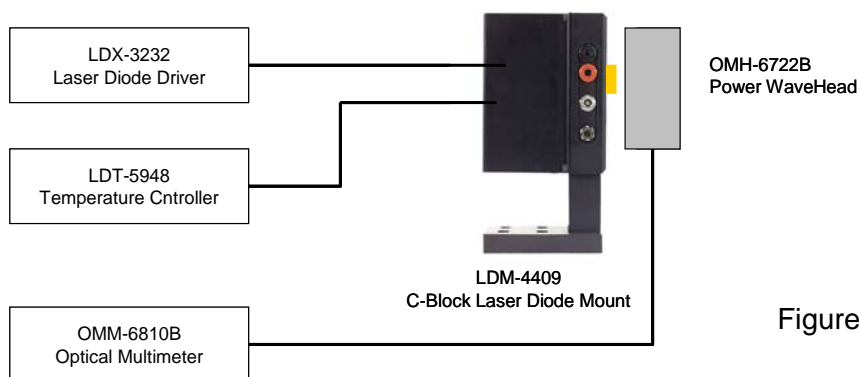 LDX-3232
Laser Diode Driver
OMH-6722B
Power WaveHead
LDT-5948
Temperature Cntroller
LDM-4409
C-Block Laser Diode Mount
OMM-6810B
Optical Multimeter
Figure